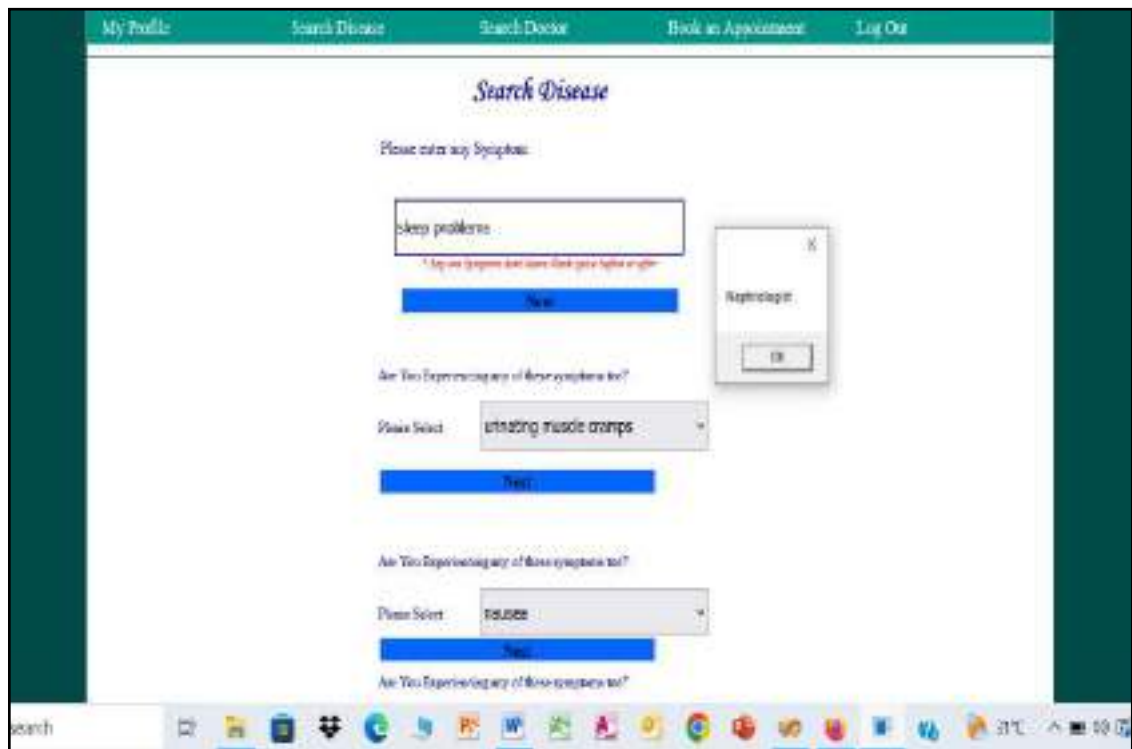 My Profile Search Disease Search Doctor Book an Appointment Log Out
Search Disease
Please enter any Symptom
sleep problems
Next
Nephrologist
OK
Are You Experiencing any of these symptoms too?
Please Select urinating muscle cramps
Next
Are You Experiencing any of these symptoms too?
Please Select nausea
Next
Are You Experiencing any of these symptoms too?
search 31°C